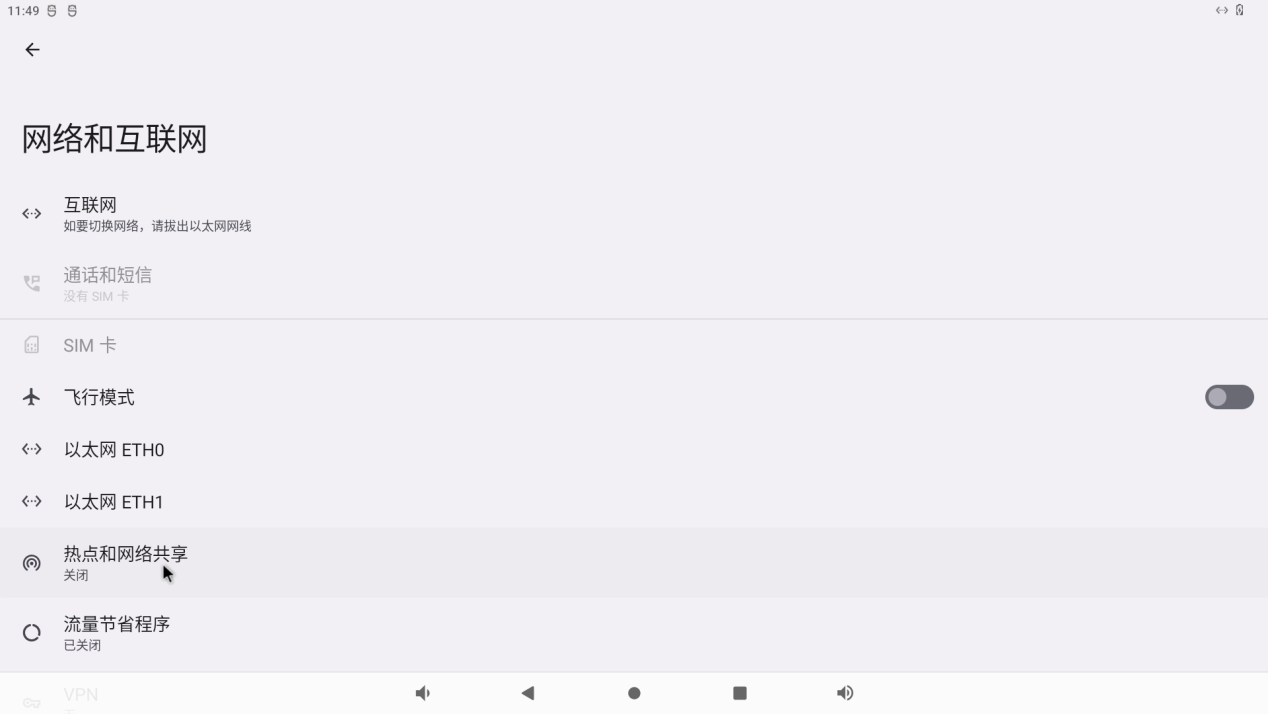 11:49
网络和互联网
互联网
如要切换网络，请拔出以太网网线
通话和短信
没有 SIM 卡
SIM 卡
飞行模式
以太网 ETH0
以太网 ETH1
热点和网络共享
关闭
流量节省程序
已关闭
VPN